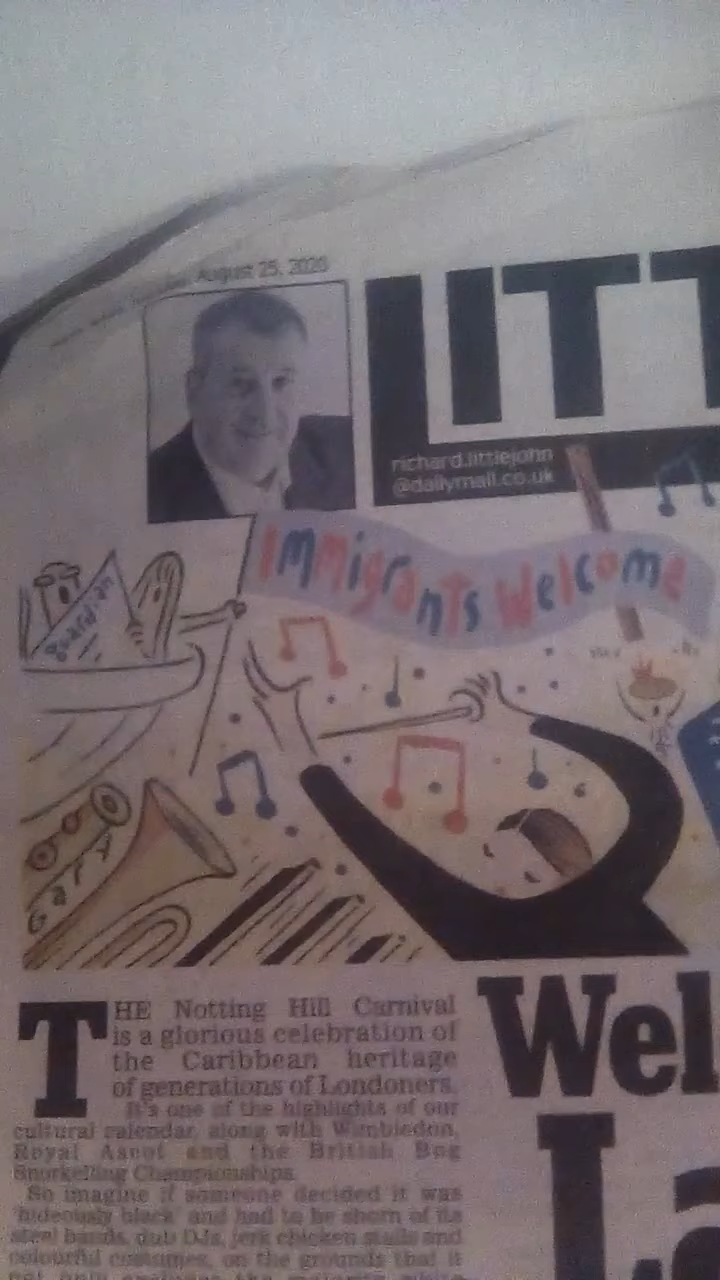 August 25, 2020
LITT
richard.littlejohn
@dailymail.co.uk
Immigrants Welcome
Guardian
Gary
THE Notting Hill Carnival
is a glorious celebration of
the Caribbean heritage
of generations of Londoners.
It's one of the highlights of our
cultural calendar, along with Wimbledon,
Royal Ascot and the British Bog
Snorkelling Championships.
So imagine if someone decided it was
'hideously black' and had to be shorn of its
steel bands, dub DJs, jerk chicken stalls and
colourful costumes, on the grounds that it
Wel
La